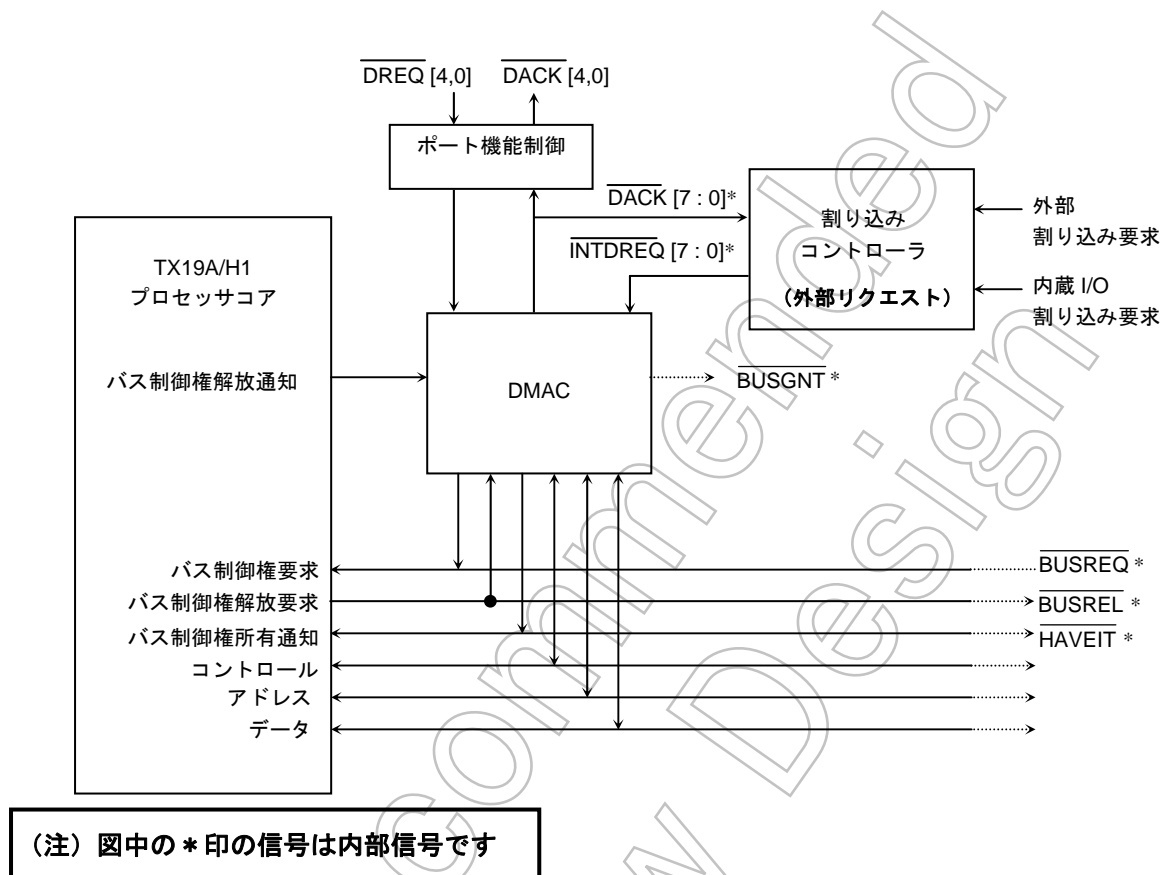 DREQ [4,0] DACK [4,0]
ポート機能制御
DACK [7 : 0]*
INTDREQ [7 : 0]*
割り込み
コントローラ
（外部リクエスト）
外部
割り込み要求
内蔵 I/O
割り込み要求
TX19A/H1
プロセッサコア
バス制御権解放通知
DMAC
BUSGNT *
バス制御権要求
BUSREQ *
バス制御権解放要求
BUSREL *
バス制御権所有通知
HAVEIT *
コントロール
アドレス
データ
（注）図中の＊印の信号は内部信号です
commended
w Design